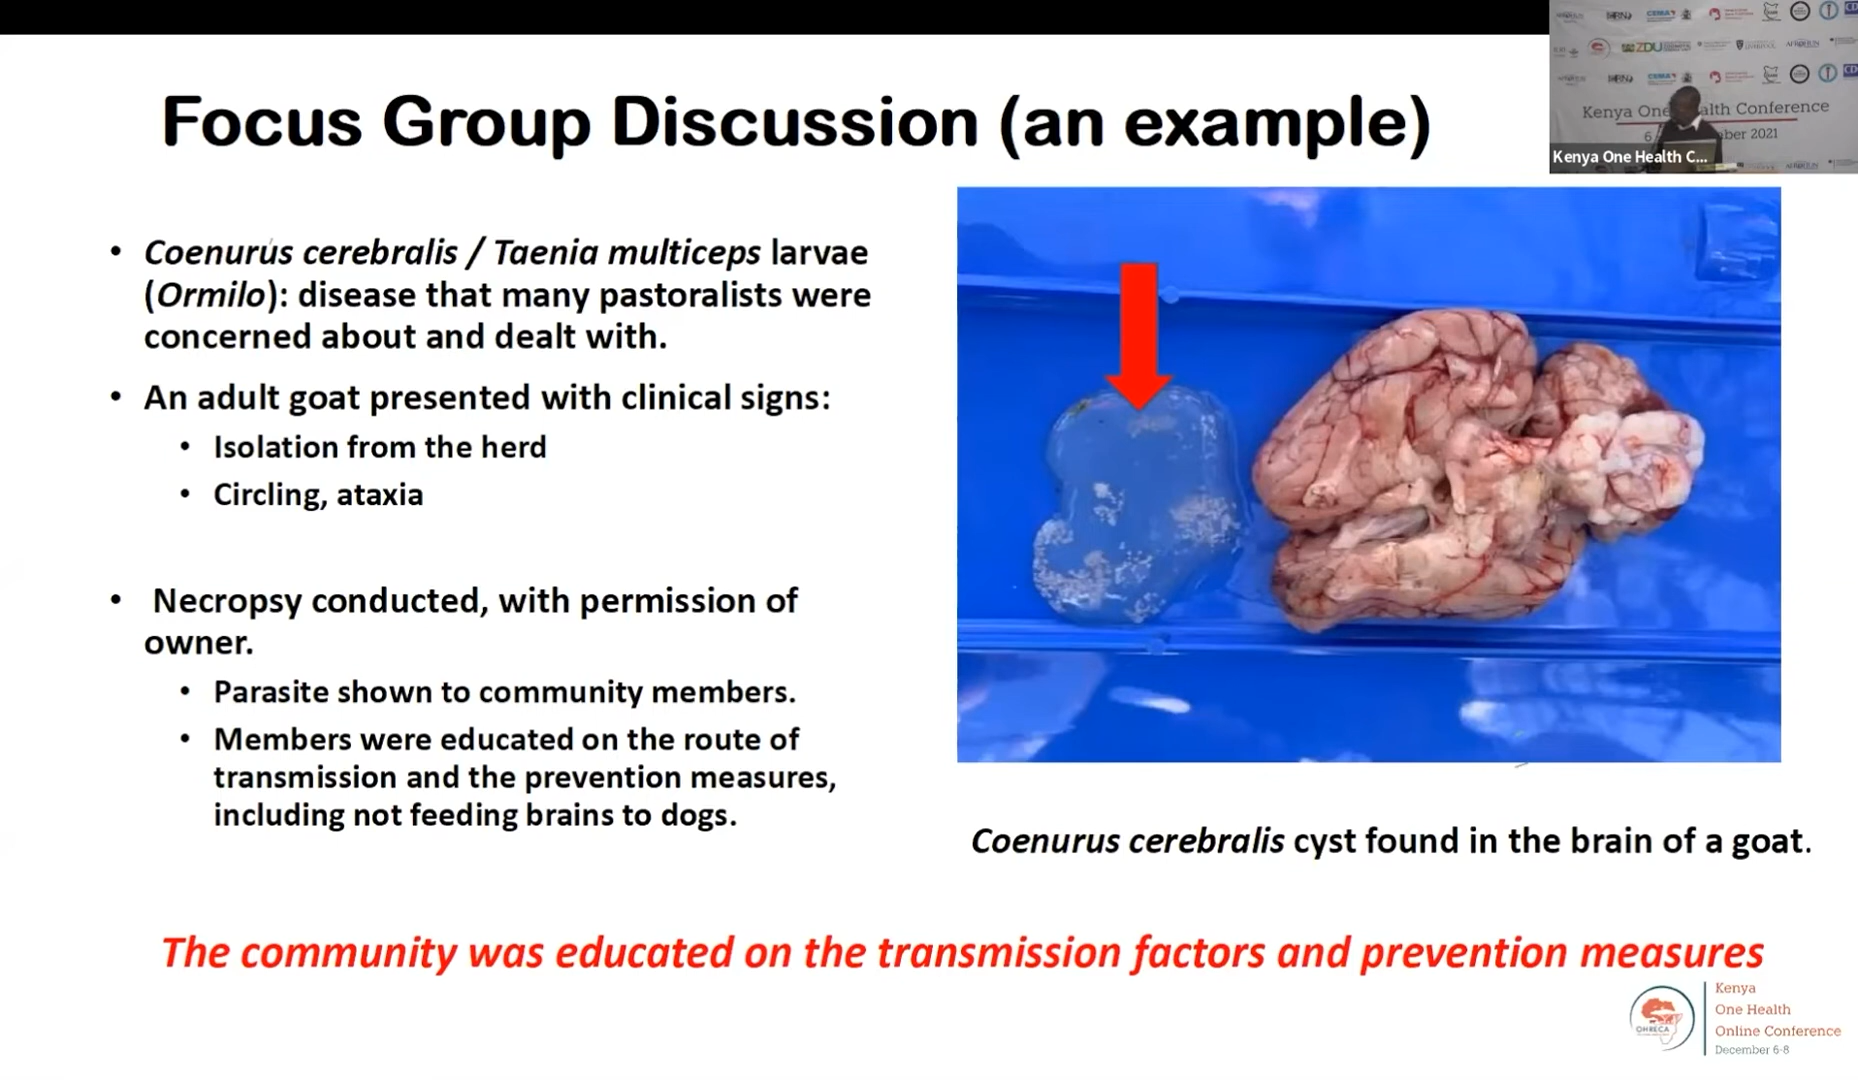 Focus Group Discussion (an example)
• Coenurus cerebralis / Taenia multiceps larvae
(Ormilo): disease that many pastoralists were
concerned about and dealt with.
• An adult goat presented with clinical signs:
• Isolation from the herd
• Circling, ataxia
• Necropsy conducted, with permission of
owner.
• Parasite shown to community members.
• Members were educated on the route of
transmission and the prevention measures,
including not feeding brains to dogs.
Coenurus cerebralis cyst found in the brain of a goat.
The community was educated on the transmission factors and prevention measures
OHRECA
Kenya
One Health
Online Conference
December 6-8
CEMA
ZDU
Kenya One Health Conference
6 ber 2021
Kenya One Health C...